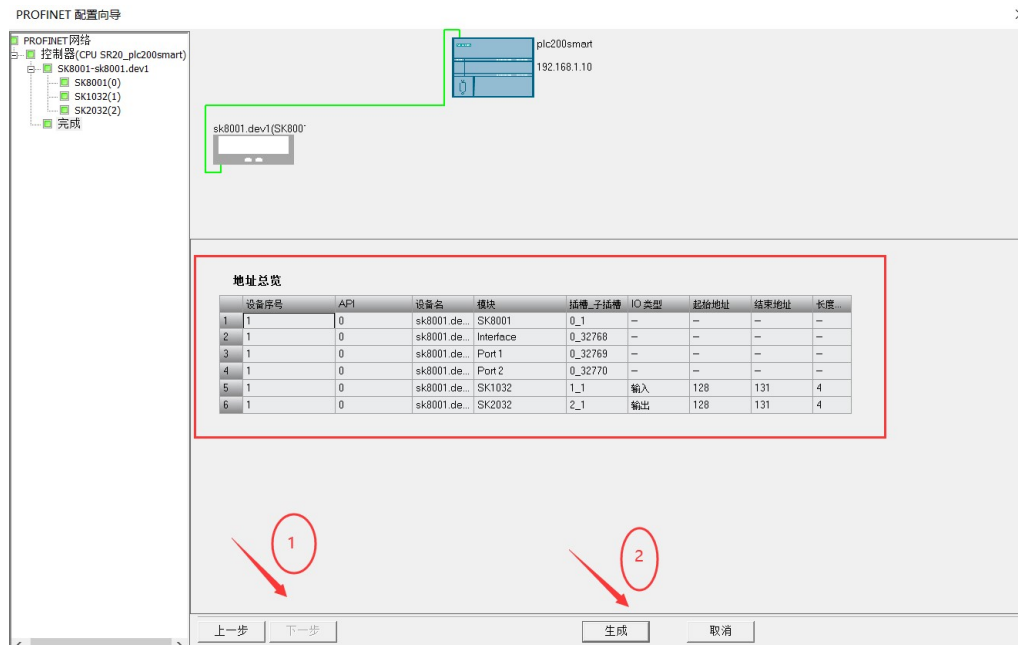 PROFINET 配置向导
PROFINET网络
控制器(CPU SR20_plc200smart)
SK8001-sk8001.dev1
SK8001(0)
SK1032(1)
SK2032(2)
完成
plc200smart
192.168.1.10
sk8001.dev1(SK800
地址总览
设备序号 API 设备名 模块 插槽_子插槽 IO 类型 起始地址 结束地址 长度...
1 1 0 sk8001.de... SK8001 0_1 – – – –
2 1 0 sk8001.de... Interface 0_32768 – – – –
3 1 0 sk8001.de... Port 1 0_32769 – – – –
4 1 0 sk8001.de... Port 2 0_32770 – – – –
5 1 0 sk8001.de... SK1032 1_1 输入 128 131 4
6 1 0 sk8001.de... SK2032 2_1 输出 128 131 4
1
2
上一步 下一步 生成 取消